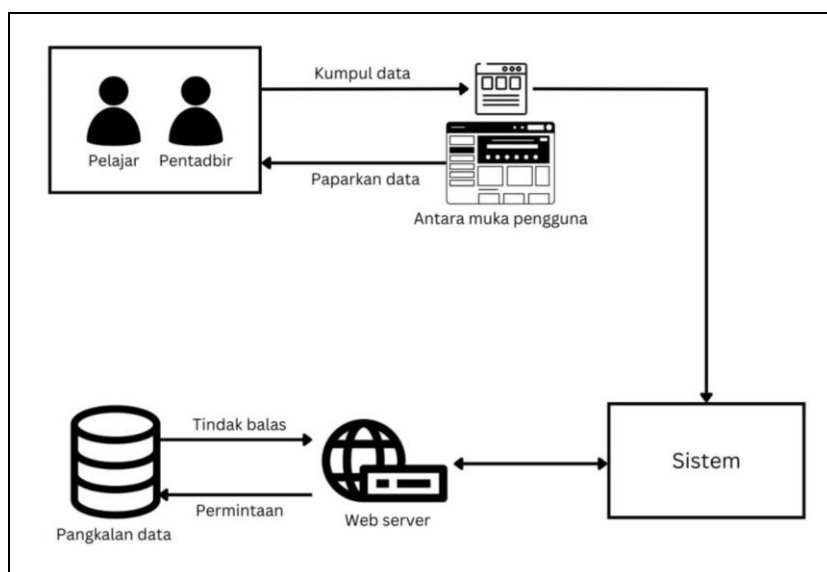 Kumpul data
Pelajar
Pentadbir
Paparkan data
Antara muka pengguna
Tindak balas
Sistem
Permintaan
Web server
Pangkalan data